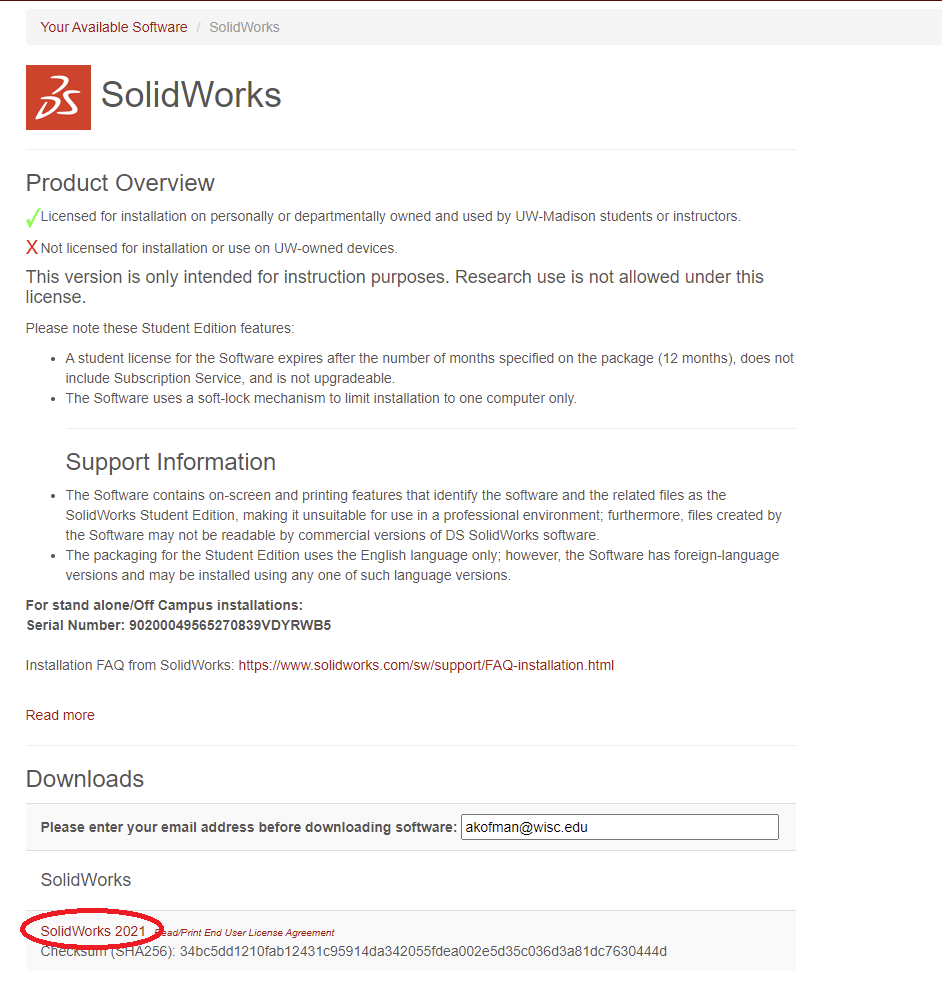 Your Available Software / SolidWorks
SolidWorks
Product Overview
Licensed for installation on personally or departmentally owned and used by UW-Madison students or instructors.
X Not licensed for installation or use on UW-owned devices.
This version is only intended for instruction purposes. Research use is not allowed under this
license.
Please note these Student Edition features:
• A student license for the Software expires after the number of months specified on the package (12 months), does not
include Subscription Service, and is not upgradeable.
• The Software uses a soft-lock mechanism to limit installation to one computer only.
Support Information
• The Software contains on-screen and printing features that identify the software and the related files as the
SolidWorks Student Edition, making it unsuitable for use in a professional environment; furthermore, files created by
the Software may not be readable by commercial versions of DS SolidWorks software.
• The packaging for the Student Edition uses the English language only; however, the Software has foreign-language
versions and may be installed using any one of such language versions.
For stand alone/Off Campus installations:
Serial Number: 90200049565270839VDYRWB5
Installation FAQ from SolidWorks: https://www.solidworks.com/sw/support/FAQ-installation.html
Read more
Downloads
Please enter your email address before downloading software: akofman@wisc.edu
SolidWorks
SolidWorks 2021 Read/Print End User License Agreement
Checksum (SHA256): 34bc5dd1210fab12431c95914da342055fdea002e5d35c036d3a81dc7630444d